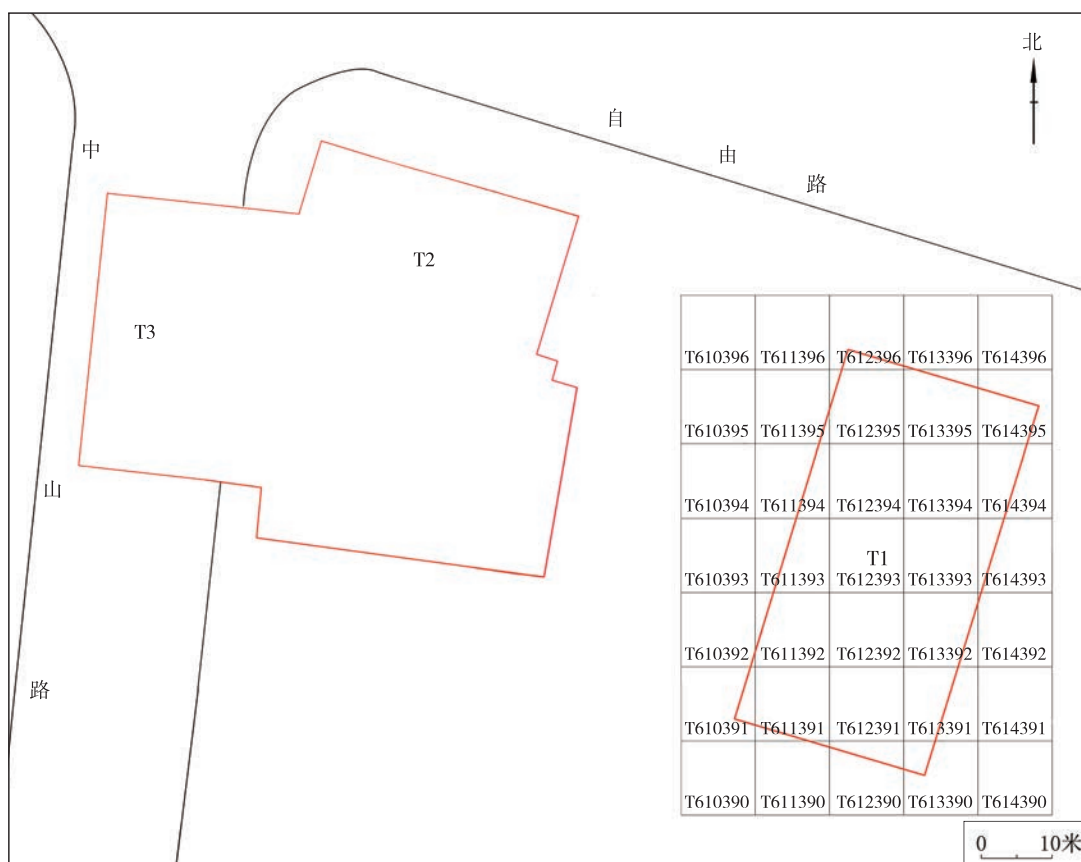 北
自
由
路
中
山
路
T2
T3
T1
T610396 T611396 T612396 T613396 T614396
T610395 T611395 T612395 T613395 T614395
T610394 T611394 T612394 T613394 T614394
T610393 T611393 T612393 T613393 T614393
T610392 T611392 T612392 T613392 T614392
T610391 T611391 T612391 T613391 T614391
T610390 T611390 T612390 T613390 T614390
0 10米